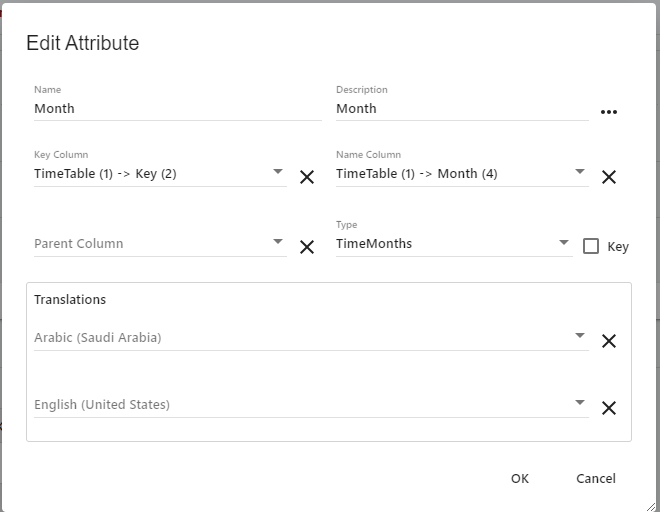 Edit Attribute
Name
Description
Month
Month
Key Column
Name Column
TimeTable (1) -> Key (2)
TimeTable (1) -> Month (4)
Type
Parent Column
TimeMonths
Key
Translations
Arabic (Saudi Arabia)
English (United States)
OK
Cancel